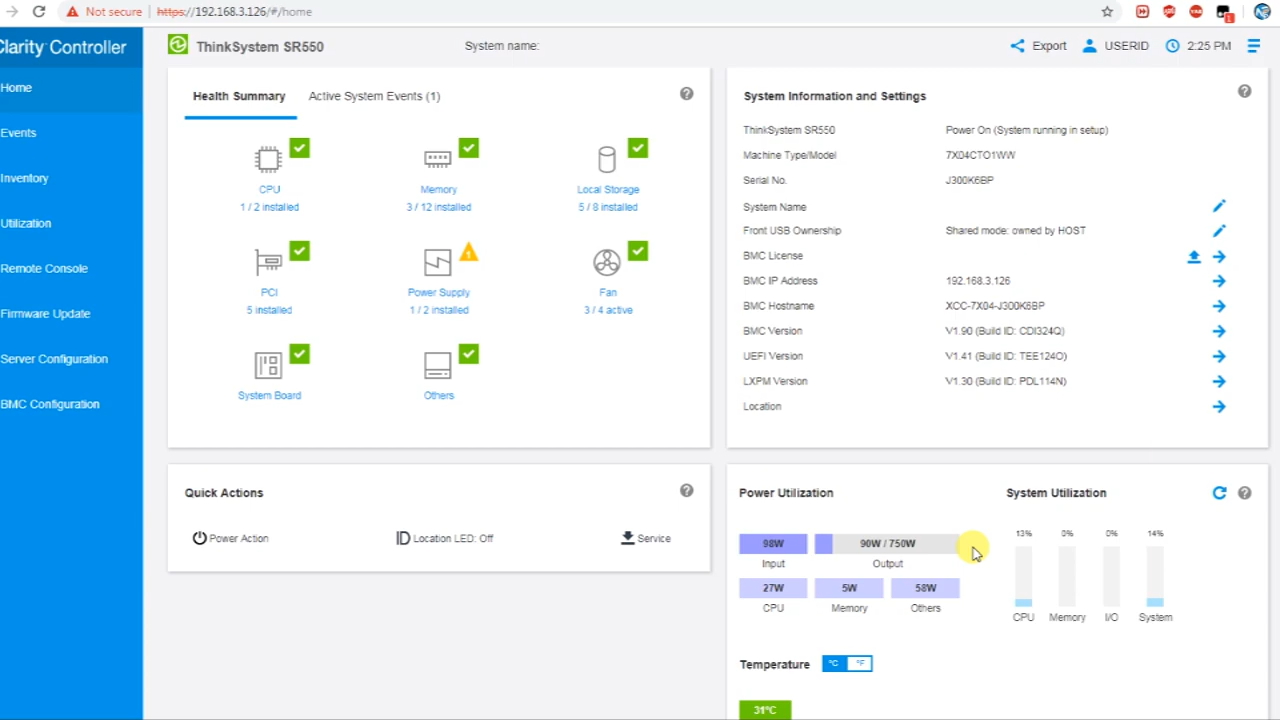 Not secure https://192.168.3.126/#/home
Clarity Controller
ThinkSystem SR550
System name:
Export
USERID
2:25 PM
Home
Events
Inventory
Utilization
Remote Console
Firmware Update
Server Configuration
BMC Configuration
Health Summary
Active System Events (1)
CPU
1 / 2 installed
Memory
3 / 12 installed
Local Storage
5 / 8 installed
PCI
5 installed
Power Supply
1 / 2 installed
Fan
3 / 4 active
System Board
Others
System Information and Settings
ThinkSystem SR550 Power On (System running in setup)
Machine Type/Model 7X04CTO1WW
Serial No. J300K6BP
System Name
Front USB Ownership Shared mode: owned by HOST
BMC License
BMC IP Address 192.168.3.126
BMC Hostname XCC-7X04-J300K6BP
BMC Version V1.90 (Build ID: CDI324Q)
UEFI Version V1.41 (Build ID: TEE124O)
LXPM Version V1.30 (Build ID: PDL114N)
Location
Quick Actions
Power Action
ID Location LED: Off
Service
Power Utilization
98W
Input
90W / 750W
Output
27W
CPU
5W
Memory
58W
Others
System Utilization
13% 0% 0% 14%
CPU Memory I/O System
Temperature °C °F
31°C